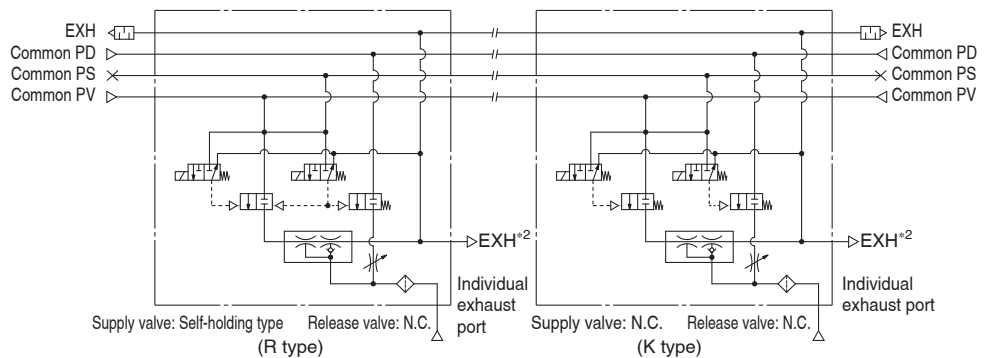 EXH
Common PD
Common PS
Common PV
EXH
Common PD
Common PS
Common PV
EXH*2
Individual
exhaust
port
Supply valve: Self-holding type
Release valve: N.C.
(R type)
EXH*2
Individual
exhaust port
Supply valve: N.C.
Release valve: N.C.
(K type)